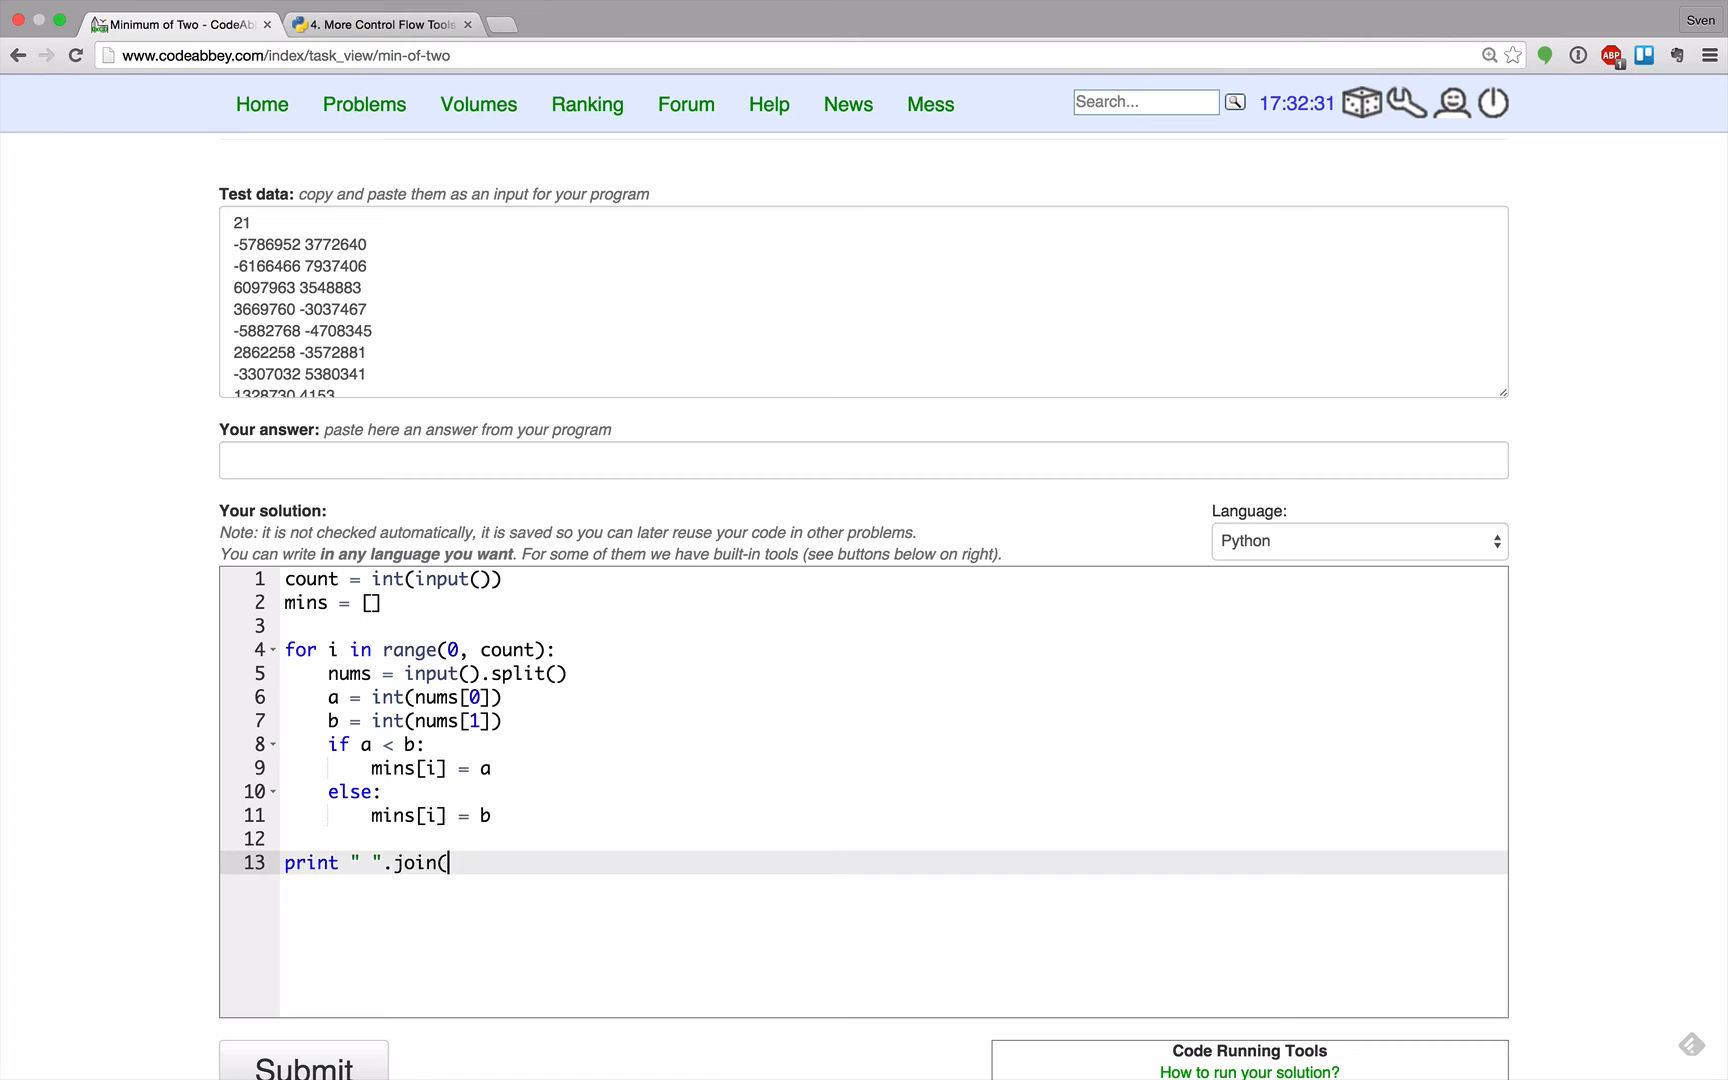 Minimum of Two - CodeAb
4. More Control Flow Tools
Sven
www.codeabbey.com/index/task_view/min-of-two
ABP
1
Home Problems Volumes Ranking Forum Help News Mess
Search...
17:32:31
Test data: copy and paste them as an input for your program
21
-5786952 3772640
-6166466 7937406
6097963 3548883
3669760 -3037467
-5882768 -4708345
2862258 -3572881
-3307032 5380341
1328730 4153
Your answer: paste here an answer from your program
Your solution:
Note: it is not checked automatically, it is saved so you can later reuse your code in other problems.
You can write in any language you want. For some of them we have built-in tools (see buttons below on right).
Language:
Python
1 count = int(input())
2 mins = []
3
4 for i in range(0, count):
5     nums = input().split()
6     a = int(nums[0])
7     b = int(nums[1])
8     if a < b:
9         mins[i] = a
10     else:
11         mins[i] = b
12
13 print " ".join(
Submit
Code Running Tools
How to run your solution?